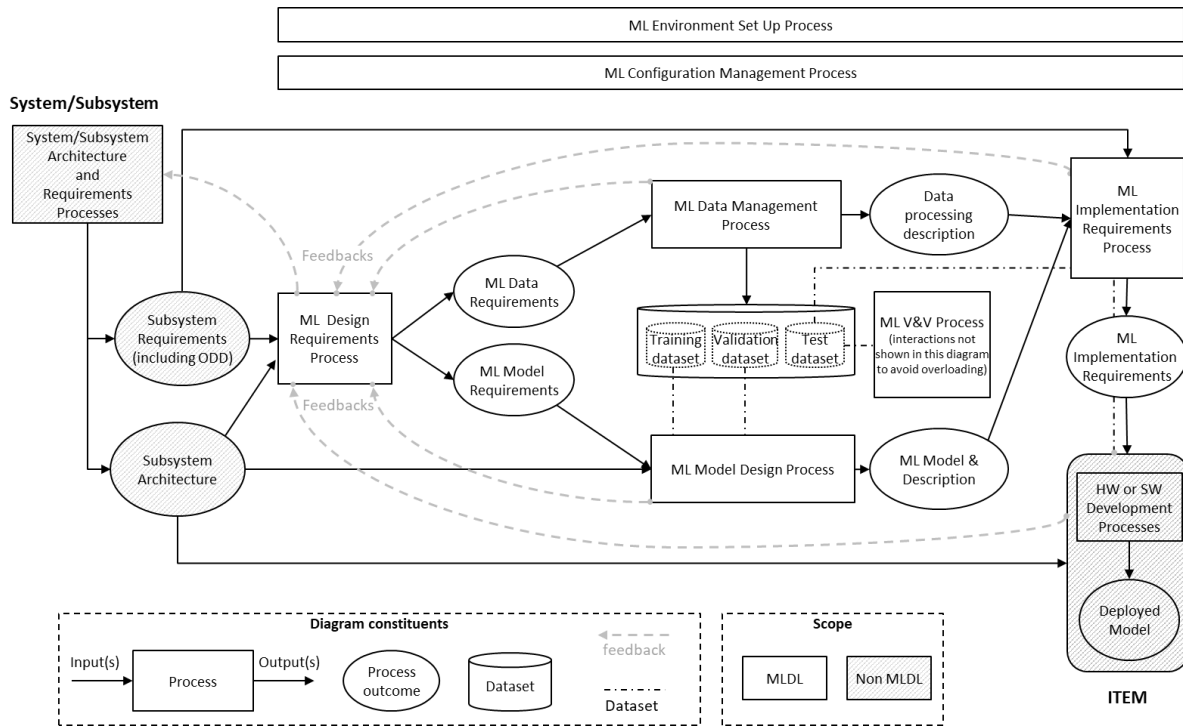 ML Environment Set Up Process
ML Configuration Management Process
System/Subsystem
System/Subsystem
Architecture
and
Requirements
Processes
Subsystem
Requirements
(including ODD)
Subsystem
Architecture
Feedbacks
ML Design
Requirements
Process
Feedbacks
ML Data
Requirements
ML Model
Requirements
ML Data Management
Process
Training
dataset
Validation
dataset
Test
dataset
ML Model Design Process
Data
processing
description
ML V&V Process
(interactions not
shown in this diagram
to avoid overloading)
ML Model &
Description
ML
Implementation
Requirements
Process
ML
Implementation
Requirements
HW or SW
Development
Processes
Deployed
Model
ITEM
Diagram constituents
Input(s)
Process
Output(s)
Process
outcome
Dataset
feedback
Dataset
Scope
MLDL
Non MLDL